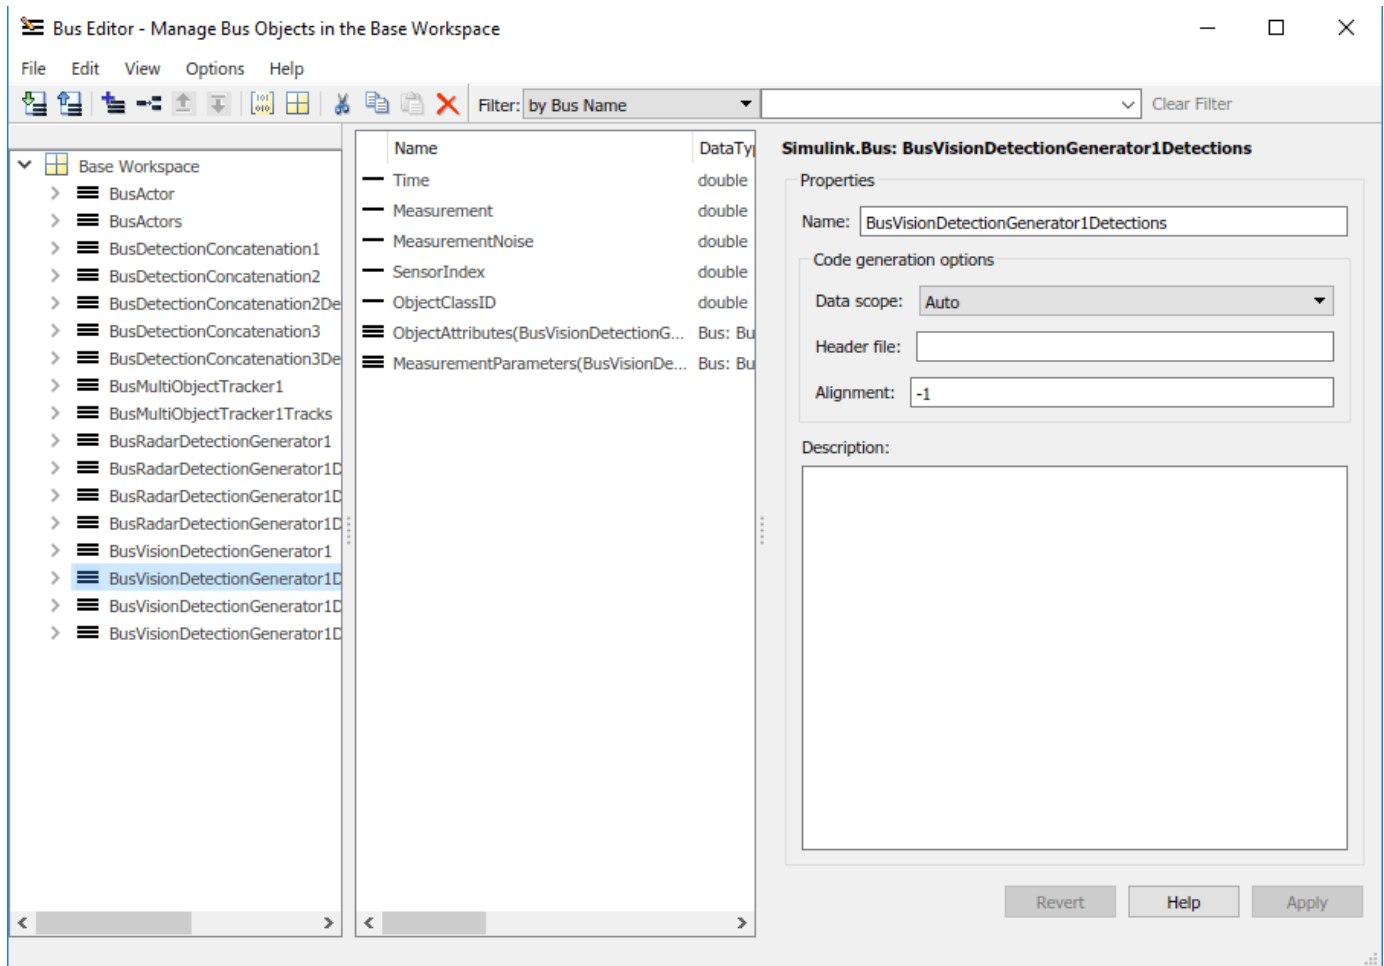 Bus Editor - Manage Bus Objects in the Base Workspace
File Edit View Options Help
Filter: by Bus Name Clear Filter
Base Workspace
BusActor
BusActors
BusDetectionConcatenation1
BusDetectionConcatenation2
BusDetectionConcatenation2De
BusDetectionConcatenation3
BusDetectionConcatenation3De
BusMultiObjectTracker1
BusMultiObjectTracker1Tracks
BusRadarDetectionGenerator1
BusRadarDetectionGenerator1D
BusRadarDetectionGenerator1D
BusRadarDetectionGenerator1D
BusVisionDetectionGenerator1
BusVisionDetectionGenerator1D
BusVisionDetectionGenerator1D
BusVisionDetectionGenerator1D
Name DataTy
Time double
Measurement double
MeasurementNoise double
SensorIndex double
ObjectClassID double
ObjectAttributes(BusVisionDetectionG... Bus: Bu
MeasurementParameters(BusVisionDe... Bus: Bu
Simulink.Bus: BusVisionDetectionGenerator1Detections
Properties
Name: BusVisionDetectionGenerator1Detections
Code generation options
Data scope: Auto
Header file:
Alignment: -1
Description:
Revert Help Apply